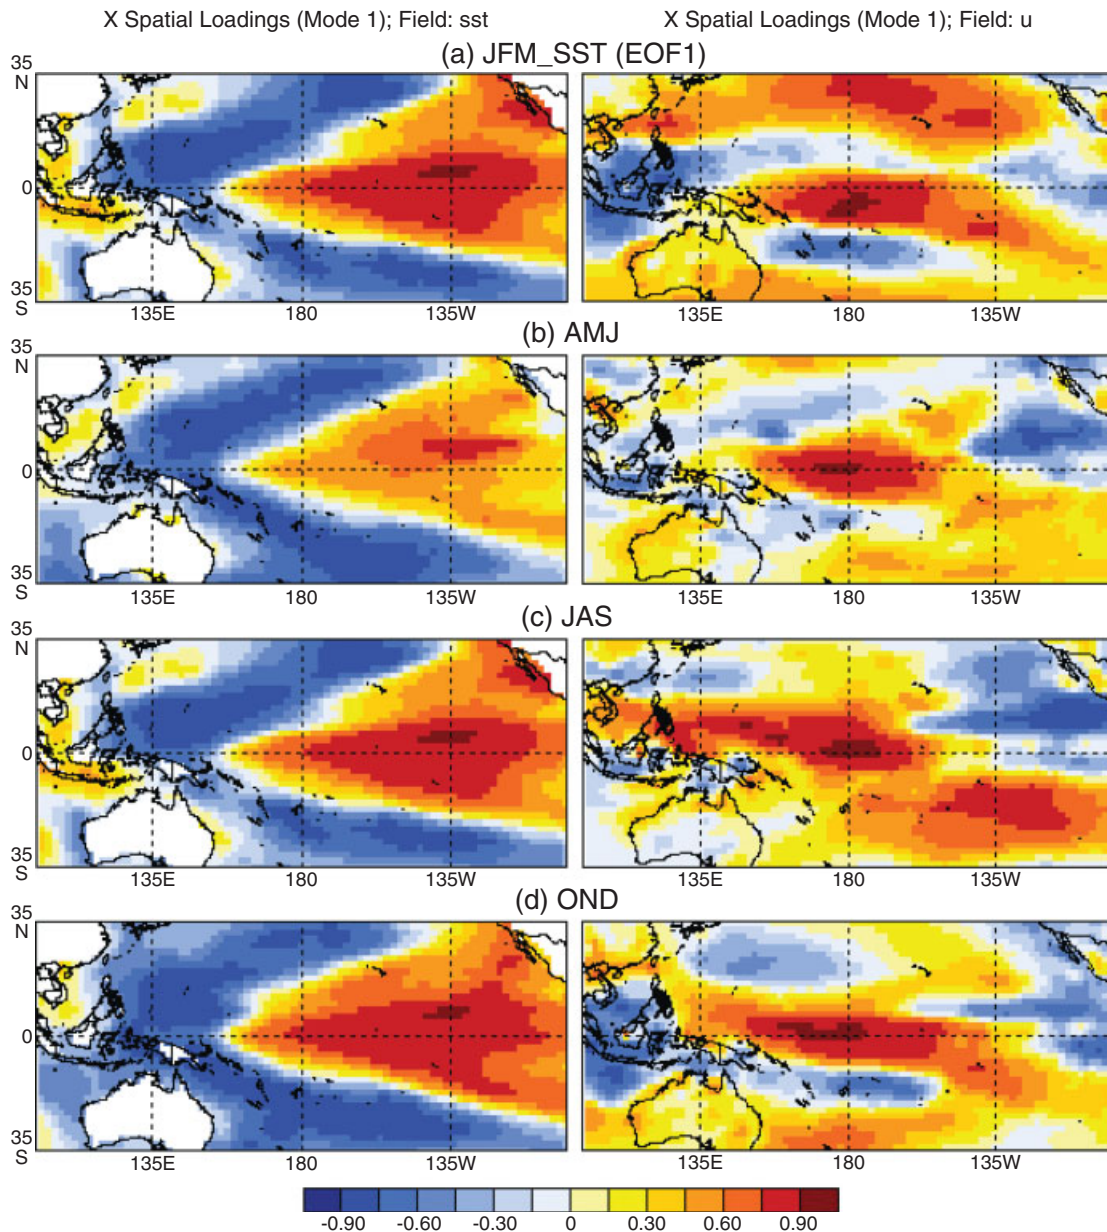 X Spatial Loadings (Mode 1); Field: sst X Spatial Loadings (Mode 1); Field: u
(a) JFM_SST (EOF1)
35
N
0
35
S
135E 180 135W 135E 180 135W
(b) AMJ
35
N
0
35
S
135E 180 135W 135E 180 135W
(c) JAS
35
N
0
35
S
135E 180 135W 135E 180 135W
(d) OND
35
N
0
35
S
135E 180 135W 135E 180 135W
-0.90 -0.60 -0.30 0 0.30 0.60 0.90